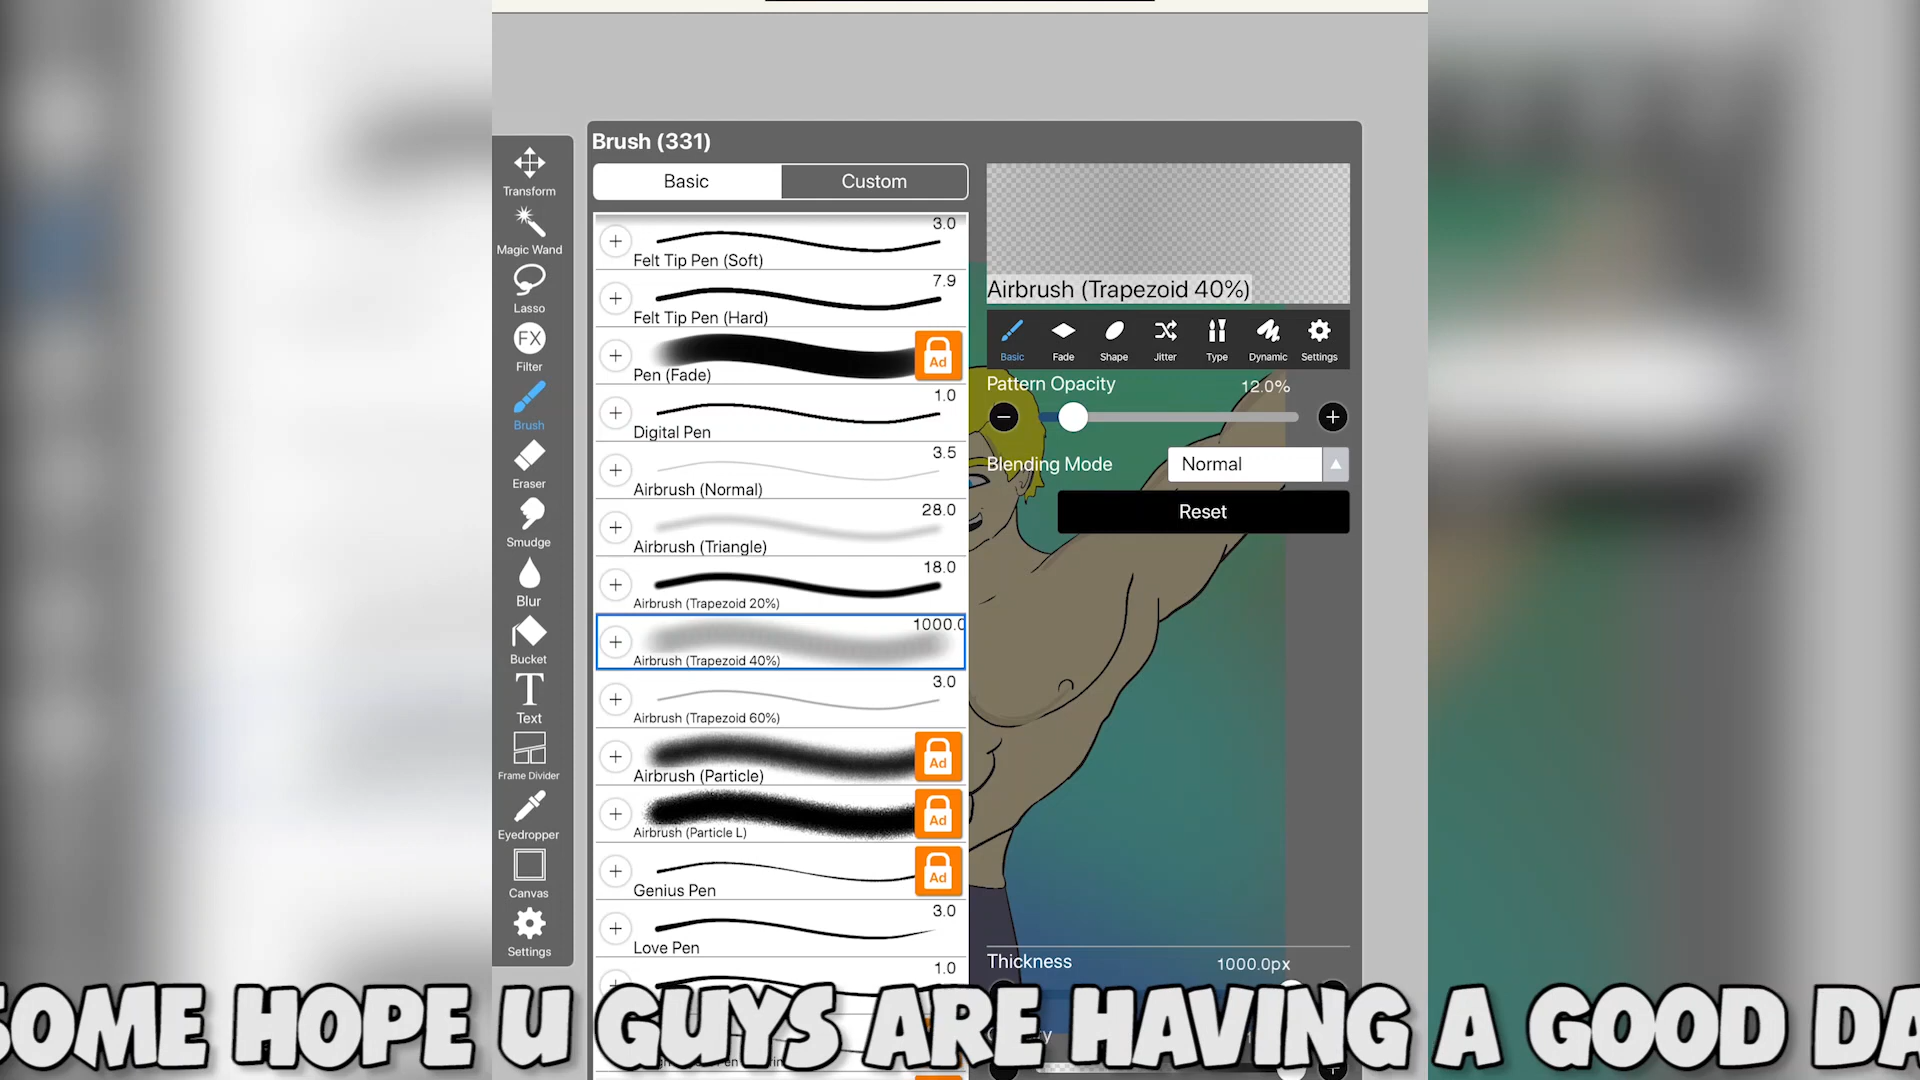 Brush (331)
Basic
Custom
Transform
Magic Wand
Lasso
FX
Filter
Brush
Eraser
Smudge
Blur
Bucket
T
Text
Frame Divider
Eyedropper
Canvas
Settings
3.0
Felt Tip Pen (Soft)
7.9
Felt Tip Pen (Hard)
Pen (Fade)
Ad
1.0
Digital Pen
3.5
Airbrush (Normal)
28.0
Airbrush (Triangle)
18.0
Airbrush (Trapezoid 20%)
1000.0
Airbrush (Trapezoid 40%)
3.0
Airbrush (Trapezoid 60%)
Airbrush (Particle)
Ad
Airbrush (Particle L)
Ad
Genius Pen
Ad
3.0
Love Pen
1.0
Airbrush (Trapezoid 40%)
Basic
Fade
Shape
Jitter
Type
Dynamic
Settings
Pattern Opacity
12.0%
Blending Mode
Normal
Reset
Thickness
1000.0px
SOME HOPE U GUYS ARE HAVING A GOOD DA